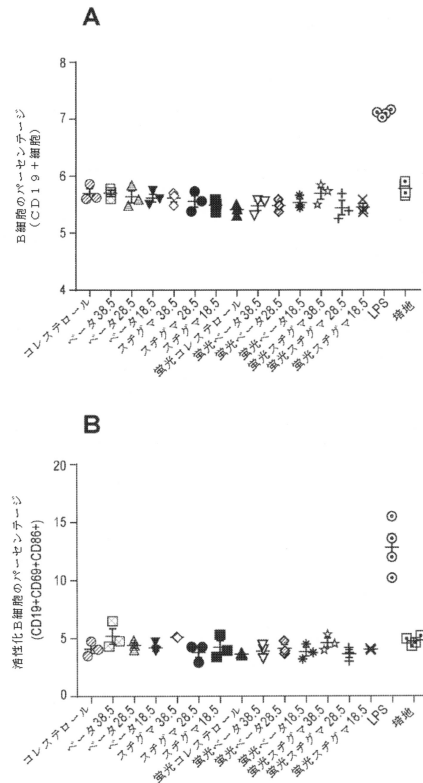 A
B細胞のパーセンテージ
(CD19+細胞)
8
7
6
5
4
コレステロール
ベータ38.5
ベータ28.5
ベータ18.5
スチグマ38.5
スチグマ28.5
スチグマ18.5
蛍光コレステロール
蛍光ベータ38.5
蛍光ベータ28.5
蛍光ベータ18.5
蛍光スチグマ38.5
蛍光スチグマ28.5
蛍光スチグマ18.5
LPS
培地
B
活性化B細胞のパーセンテージ
(CD19+CD69+CD86+)
20
15
10
5
0
コレステロール
ベータ38.5
ベータ28.5
ベータ18.5
スチグマ38.5
スチグマ28.5
スチグマ18.5
蛍光コレステロール
蛍光ベータ38.5
蛍光ベータ28.5
蛍光ベータ18.5
蛍光スチグマ38.5
蛍光スチグマ28.5
蛍光スチグマ18.5
LPS
培地